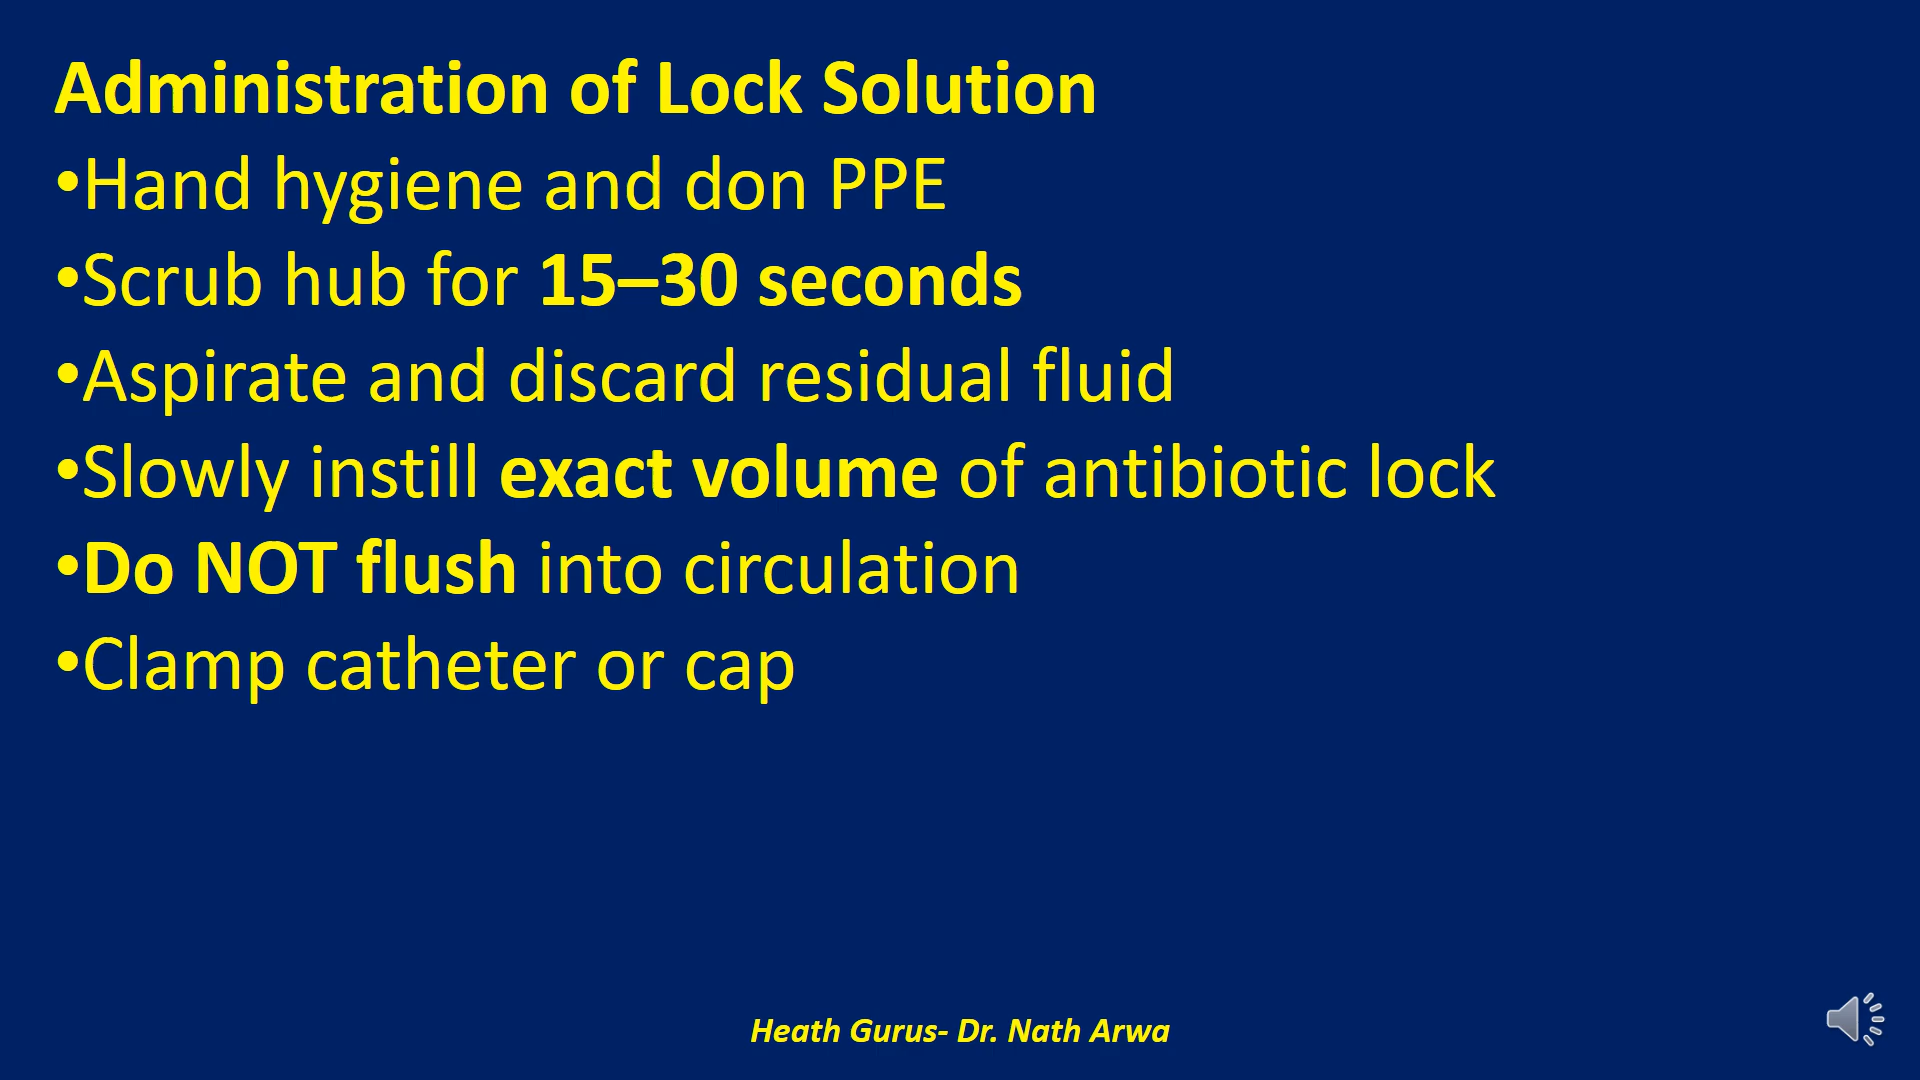 Administration of Lock Solution
•Hand hygiene and don PPE
•Scrub hub for 15–30 seconds
•Aspirate and discard residual fluid
•Slowly instill exact volume of antibiotic lock
•Do NOT flush into circulation
•Clamp catheter or cap
Heath Gurus- Dr. Nath Arwa